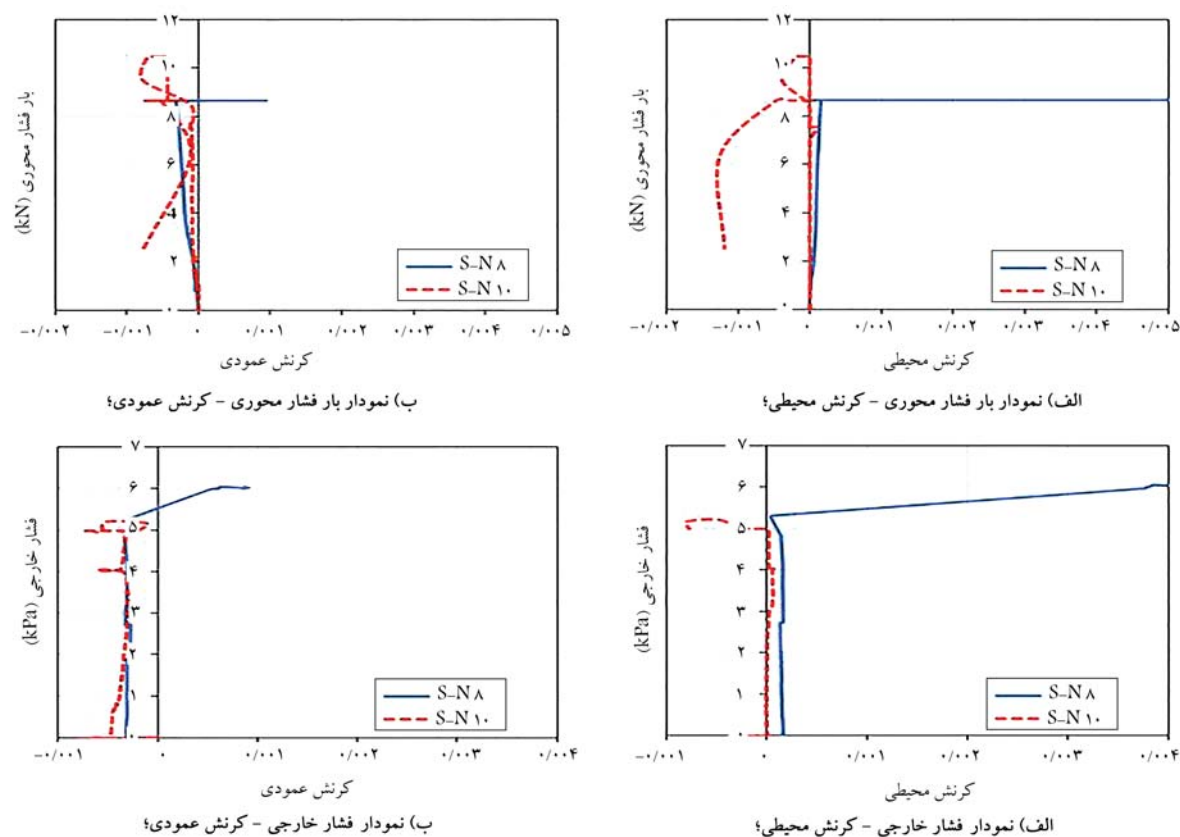 ۱۲
۱۰
۸
۶
۴
۲
۰
بار فشار محوری (kN)
S-N ۸
S-N ۱۰
-۰/۰۰۲ -۰/۰۰۱ ۰ ۰/۰۰۱ ۰/۰۰۲ ۰/۰۰۳ ۰/۰۰۴ ۰/۰۰۵
کرنش محیطی
الف) نمودار بار فشار محوری - کرنش محیطی؛
۱۲
۱۰
۸
۶
۴
۲
۰
بار فشار محوری (kN)
S-N ۸
S-N ۱۰
-۰/۰۰۲ -۰/۰۰۱ ۰ ۰/۰۰۱ ۰/۰۰۲ ۰/۰۰۳ ۰/۰۰۴ ۰/۰۰۵
کرنش عمودی
ب) نمودار بار فشار محوری - کرنش عمودی؛
۷
۶
۵
۴
۳
۲
۱
۰
فشار خارجی (kPa)
S-N ۸
S-N ۱۰
-۰/۰۰۱ ۰ ۰/۰۰۱ ۰/۰۰۲ ۰/۰۰۳ ۰/۰۰۴
کرنش محیطی
الف) نمودار فشار خارجی - کرنش محیطی؛
۷
۶
۵
۴
۳
۲
۱
۰
فشار خارجی (kPa)
S-N ۸
S-N ۱۰
-۰/۰۰۱ ۰ ۰/۰۰۱ ۰/۰۰۲ ۰/۰۰۳ ۰/۰۰۴
کرنش عمودی
ب) نمودار فشار خارجی - کرنش عمودی؛